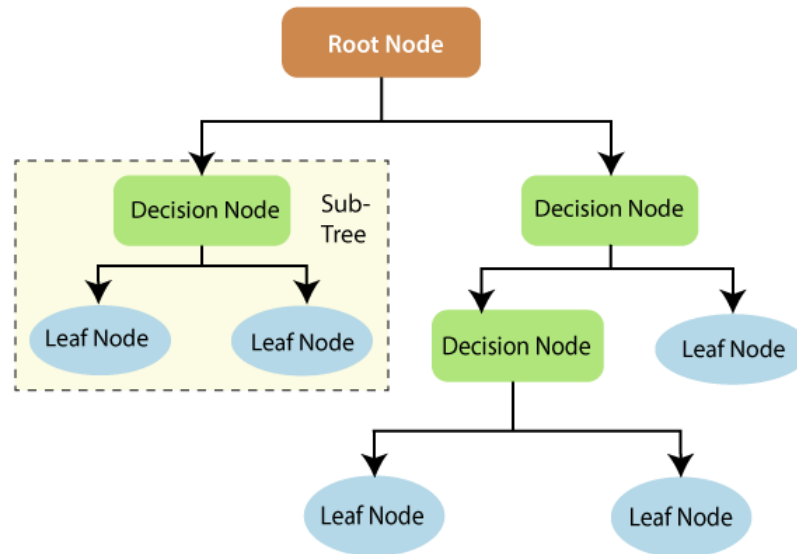 Root Node
Decision Node
Sub-
Tree
Decision Node
Leaf Node
Leaf Node
Decision Node
Leaf Node
Leaf Node
Leaf Node